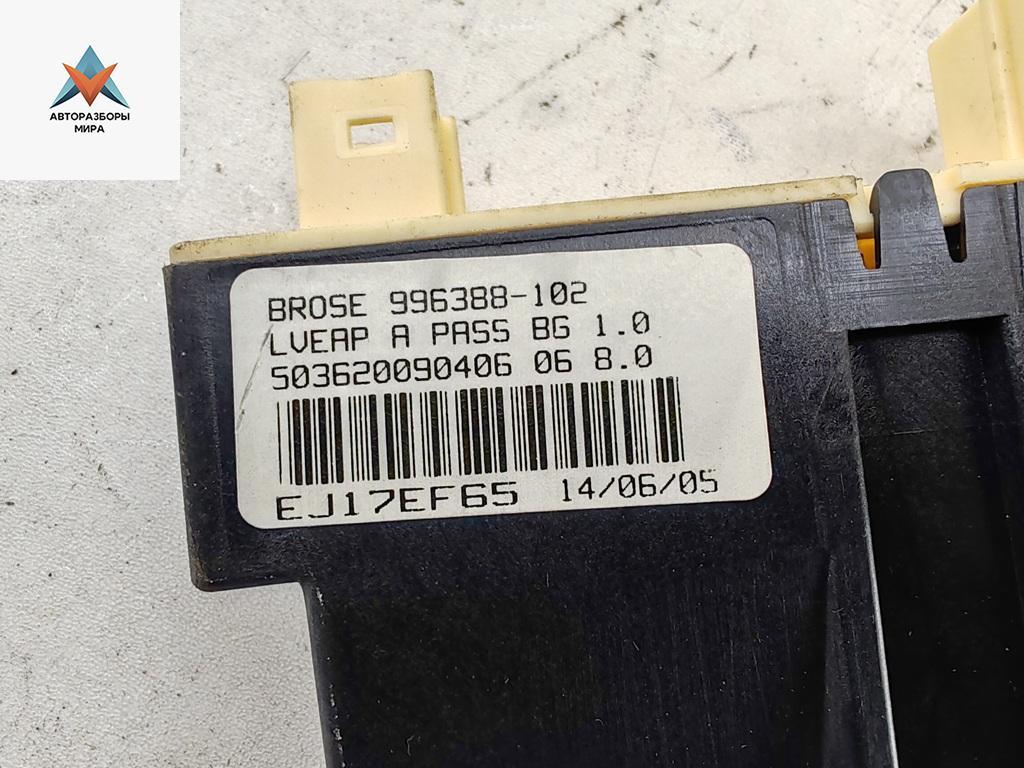 АВТОРАЗБОРЫ
МИРА
BROSE 996388-102
LVEAP A PASS BG 1.0
503620090406 06 8.0
EJ17EF65 14/06/05